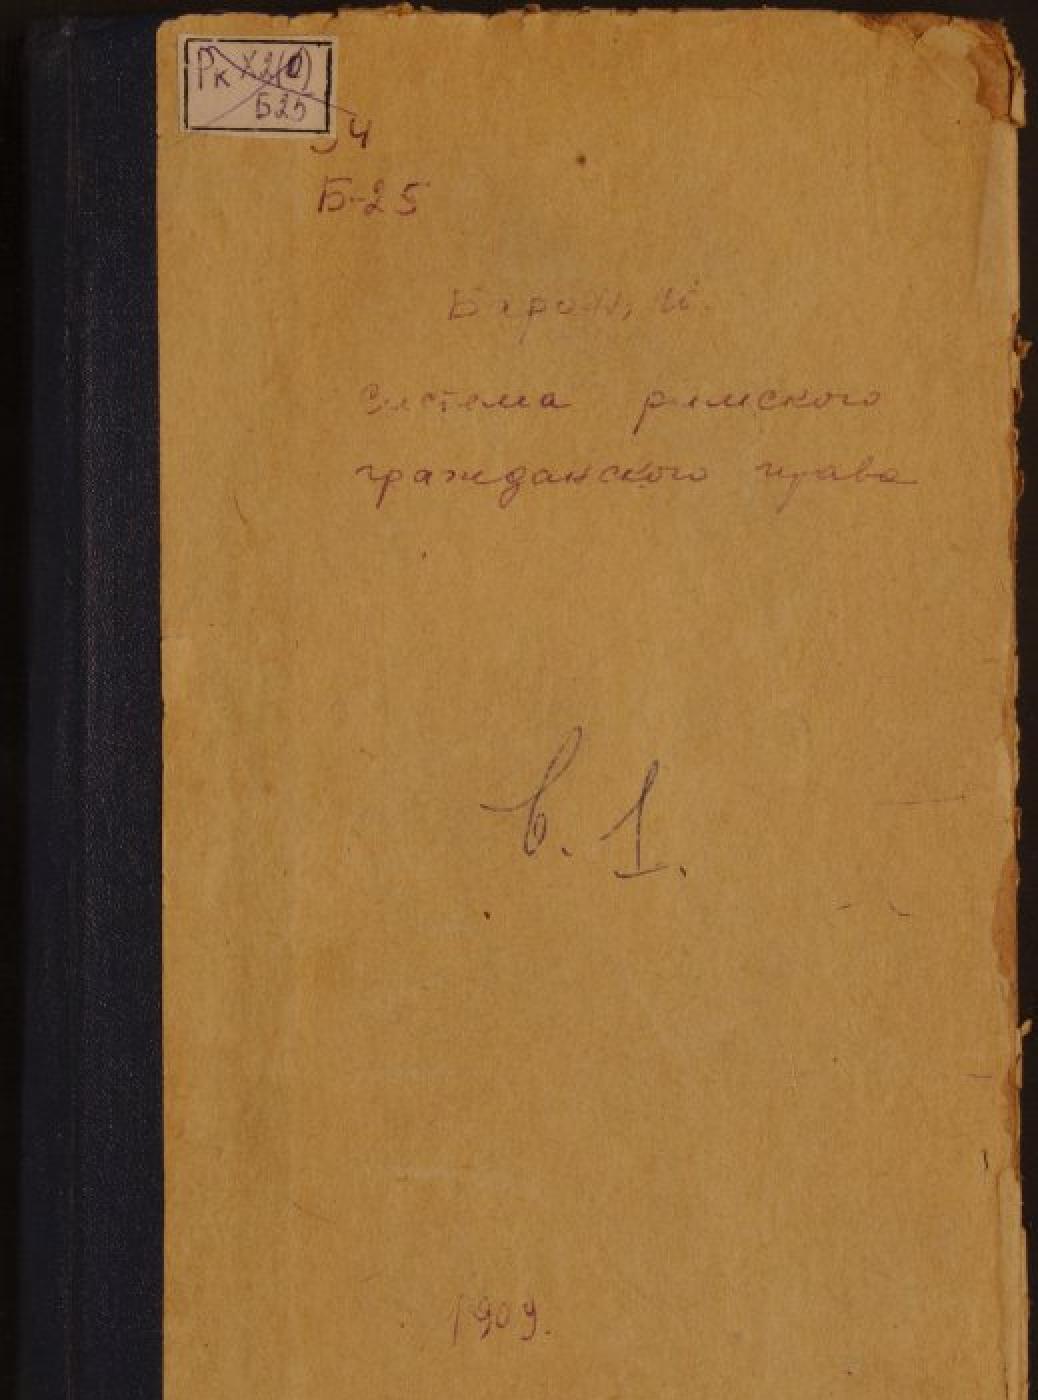 Рк Х2(0)
Б25
34
Б-25
Барон, Ю.
Система римского
гражданского права
в. 1.
1909.